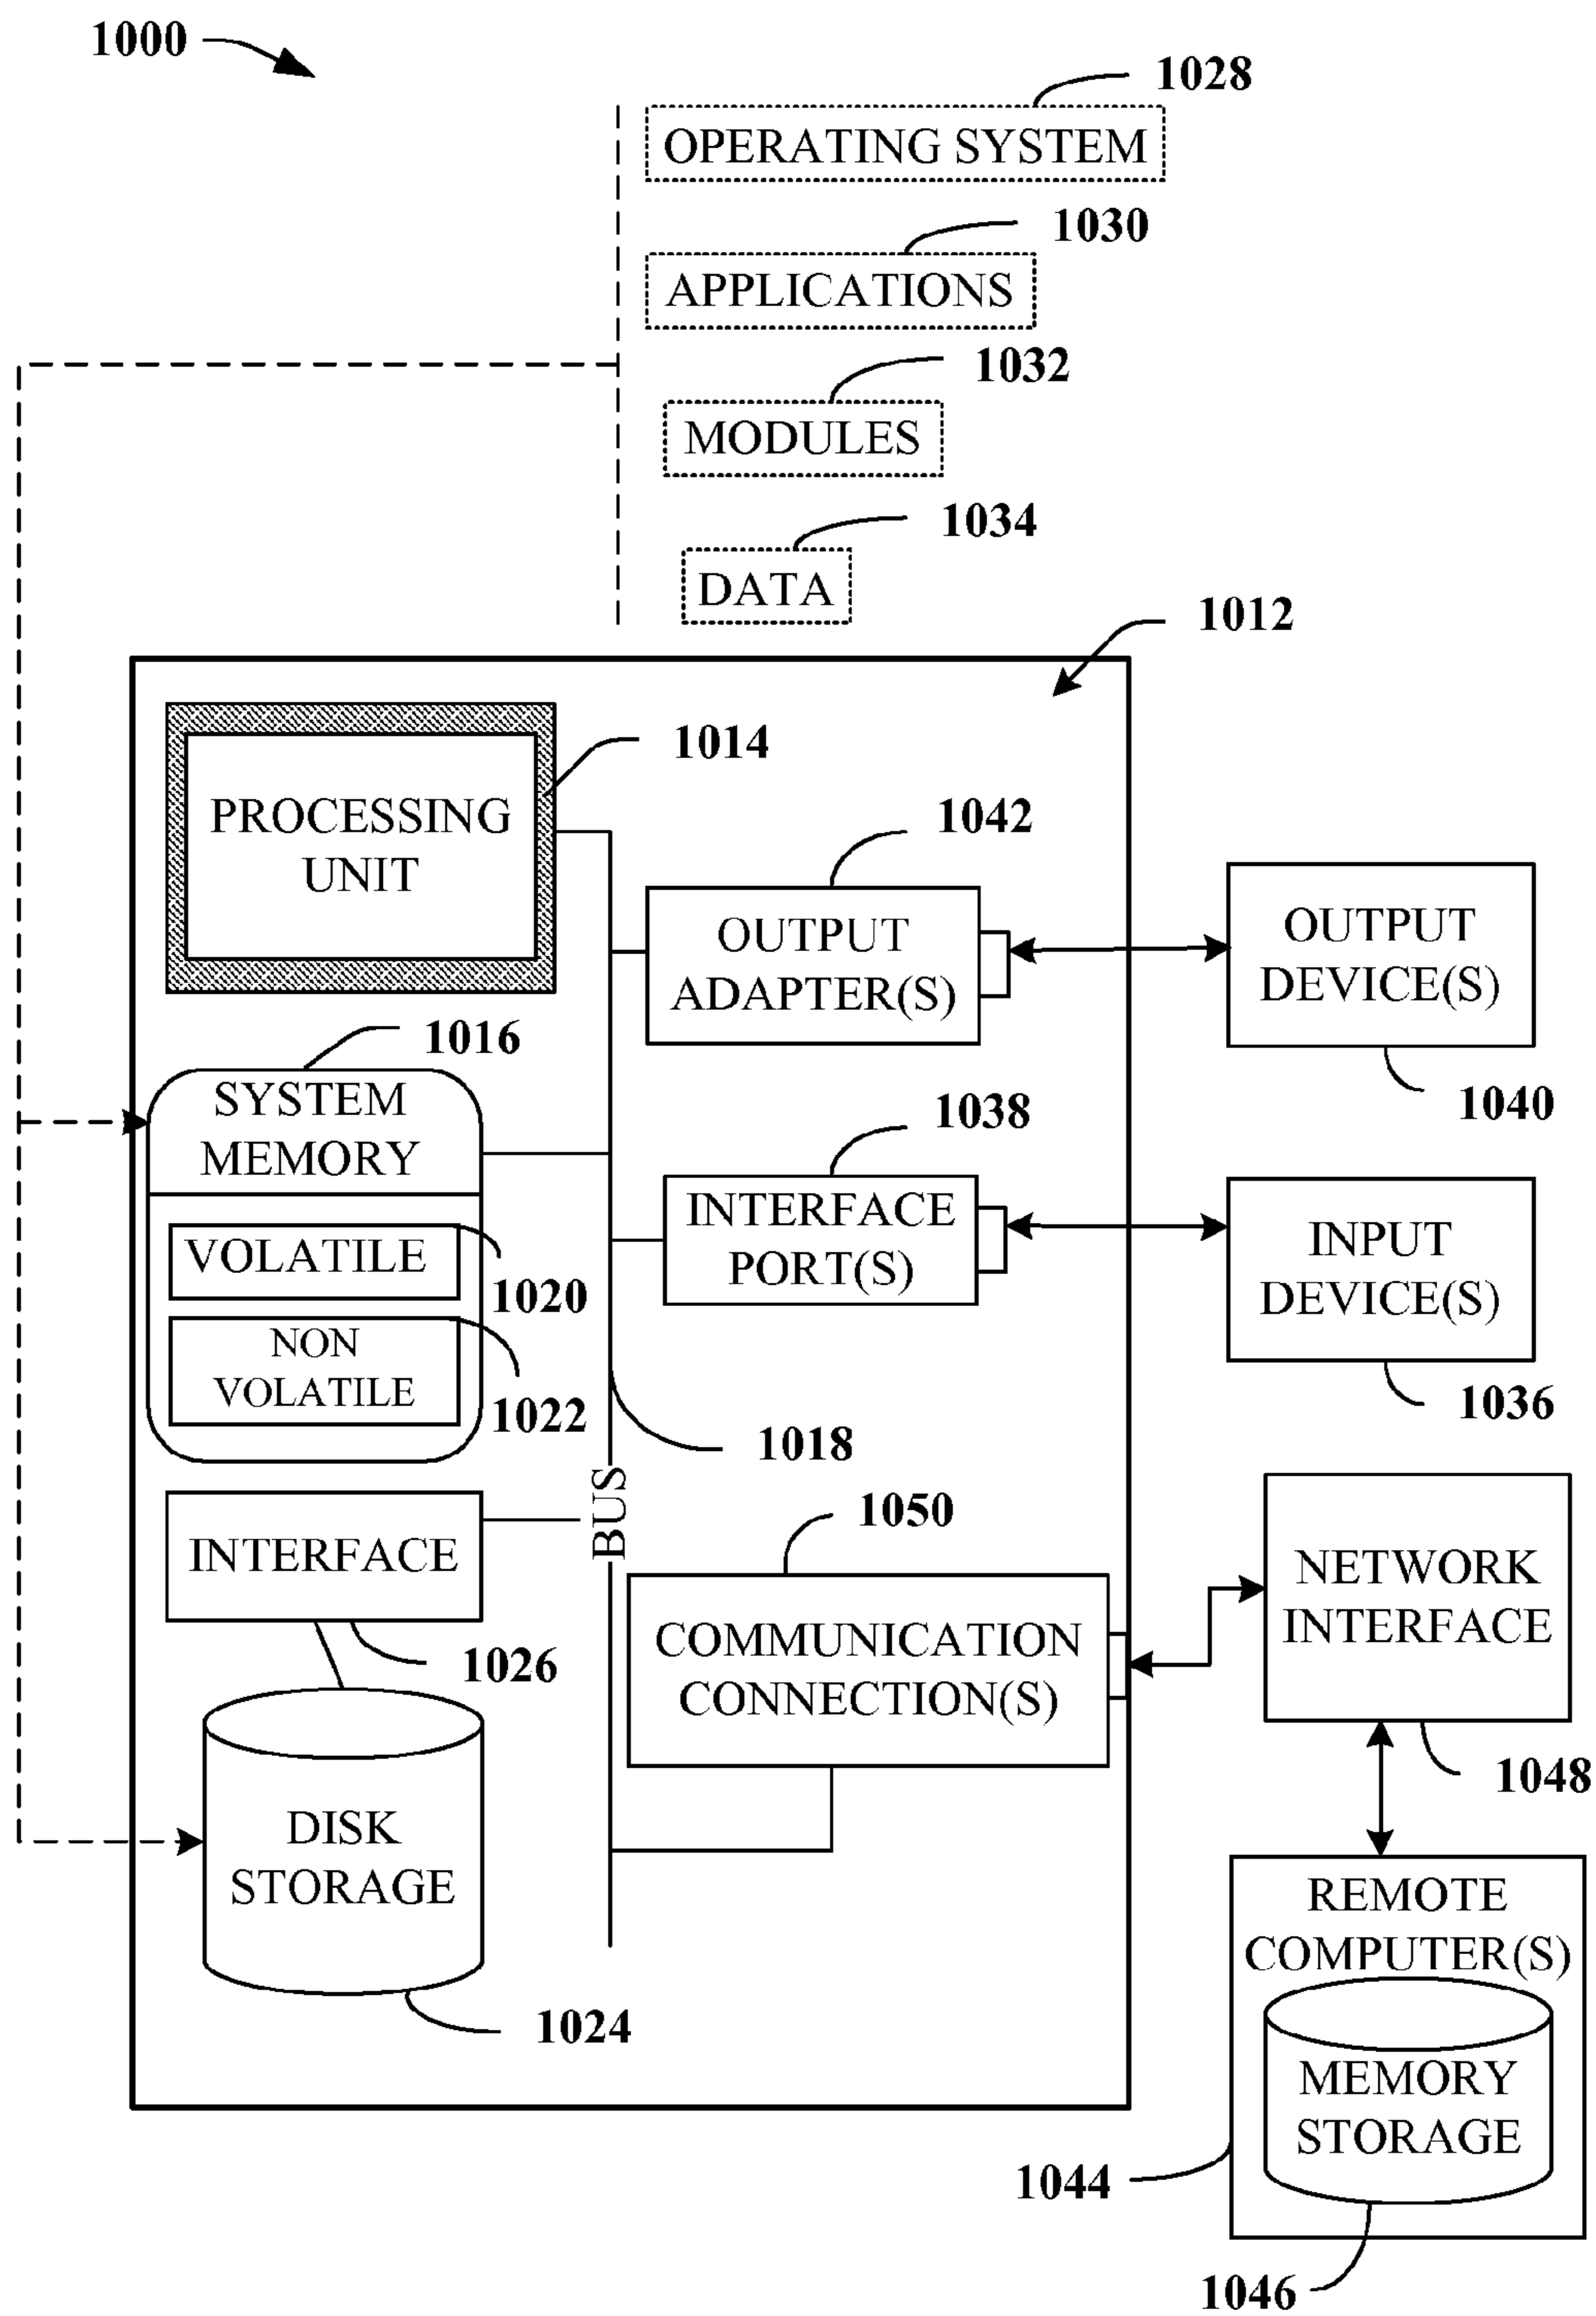 1000
1028
OPERATING SYSTEM
1030
APPLICATIONS
1032
MODULES
1034
DATA
1012
1014
PROCESSING
UNIT
1042
OUTPUT
ADAPTER(S)
OUTPUT
DEVICE(S)
1040
1016
SYSTEM
MEMORY
VOLATILE
1020
NON
VOLATILE
1022
1038
INTERFACE
PORT(S)
INPUT
DEVICE(S)
1036
1018
BUS
INTERFACE
1026
1050
COMMUNICATION
CONNECTION(S)
NETWORK
INTERFACE
1048
DISK
STORAGE
1024
REMOTE
COMPUTER(S)
MEMORY
STORAGE
1044
1046